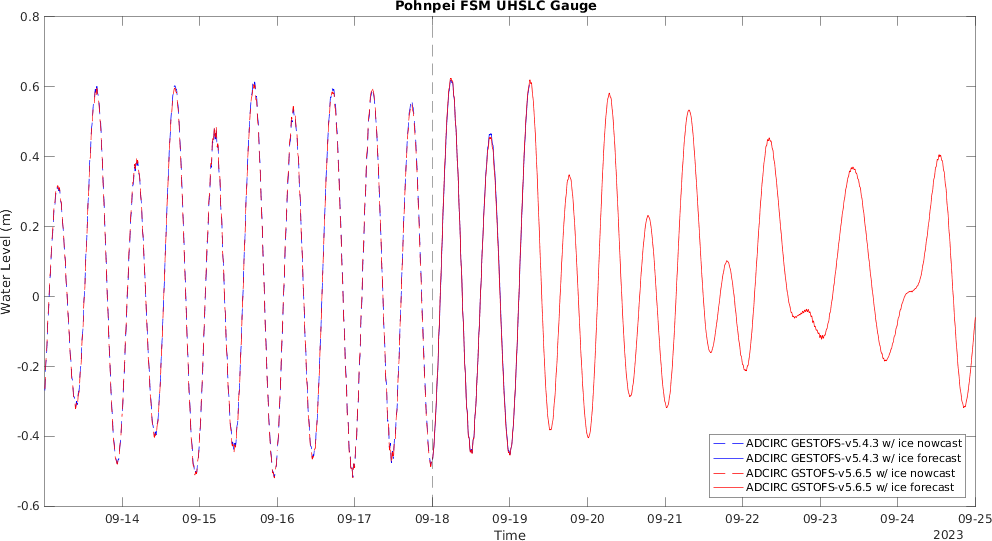 Pohnpei FSM UHSLC Gauge
0.8
0.6
0.4
0.2
0
-0.2
-0.4
-0.6
Water Level (m)
ADCIRC GESTOFS-v5.4.3 w/ ice nowcast
ADCIRC GESTOFS-v5.4.3 w/ ice forecast
ADCIRC GSTOFS-v5.6.5 w/ ice nowcast
ADCIRC GSTOFS-v5.6.5 w/ ice forecast
09-14 09-15 09-16 09-17 09-18 09-19 09-20 09-21 09-22 09-23 09-24 09-25
Time
2023